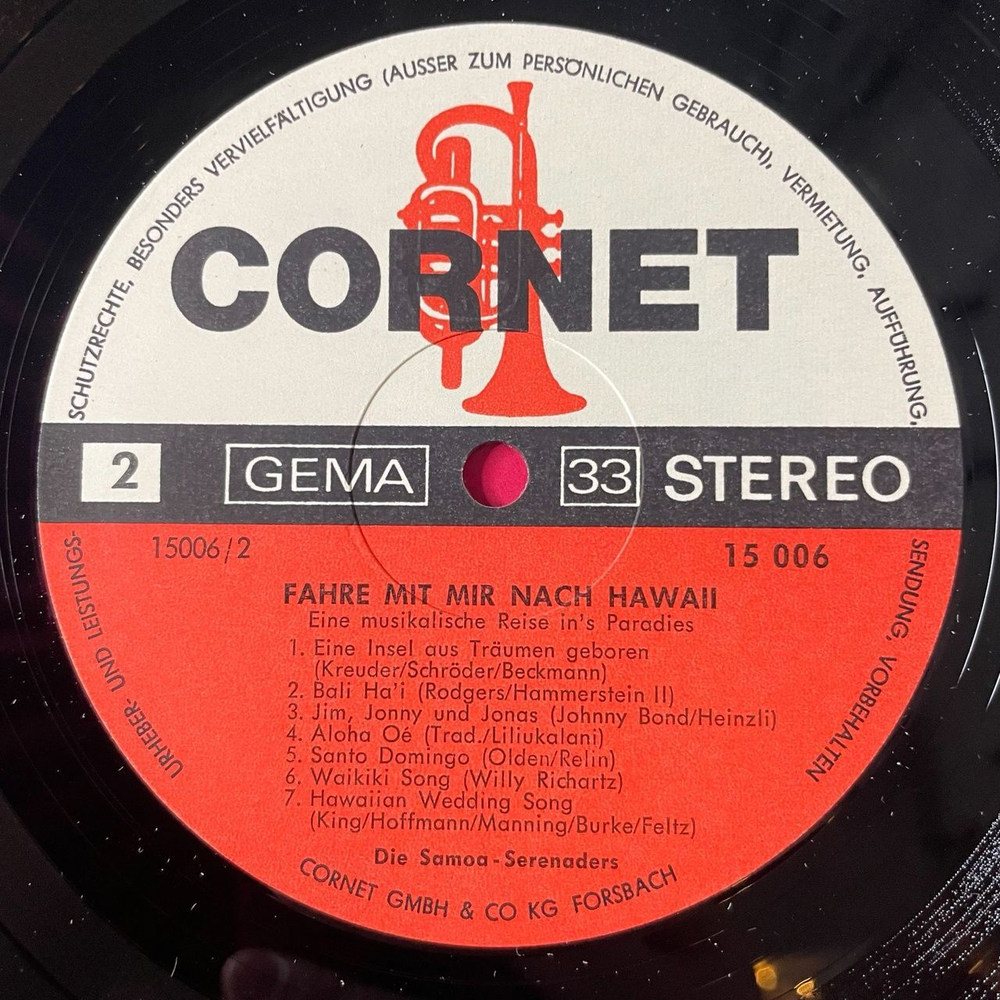 URHEBER- UND LEISTUNGS-
SCHUTZRECHTE, BESONDERS VERVIELFÄLTIGUNG (AUSSER ZUM PERSÖNLICHEN GEBRAUCH), VERMIETUNG, AUFFÜHRUNG,
SENDUNG, VORBEHALTEN
CORNET
2 GEMA 33 STEREO
15006/2 15 006
FAHRE MIT MIR NACH HAWAII
Eine musikalische Reise in's Paradies
1. Eine Insel aus Träumen geboren
(Kreuder/Schröder/Beckmann)
2. Bali Ha'i (Rodgers/Hammerstein II)
3. Jim, Jonny und Jonas (Johnny Bond/Heinzli)
4. Aloha Oé (Trad./Liliukalani)
5. Santo Domingo (Olden/Relin)
6. Waikiki Song (Willy Richartz)
7. Hawaiian Wedding Song
(King/Hoffmann/Manning/Burke/Feltz)
Die Samoa-Serenaders
CORNET GMBH & CO KG FORSBACH